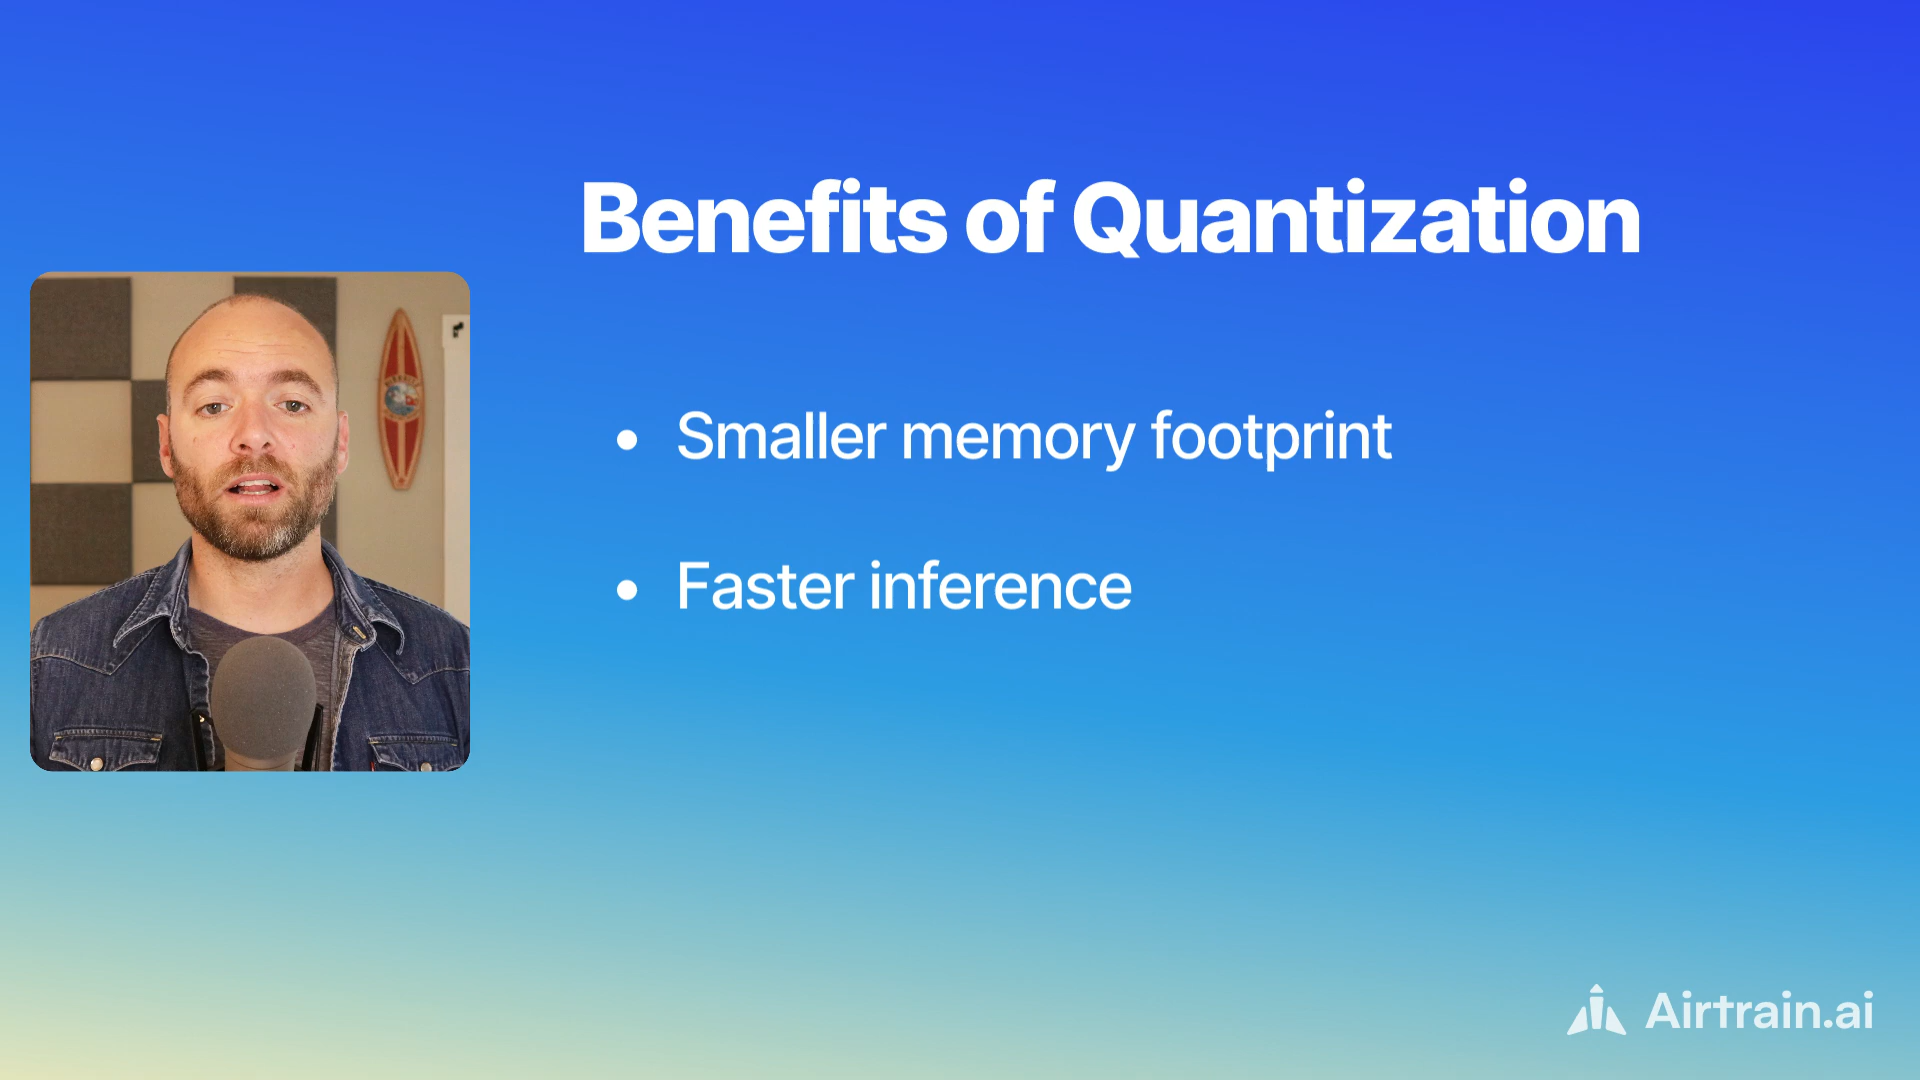 Benefits of Quantization
• Smaller memory footprint
• Faster inference
Airtrain.ai